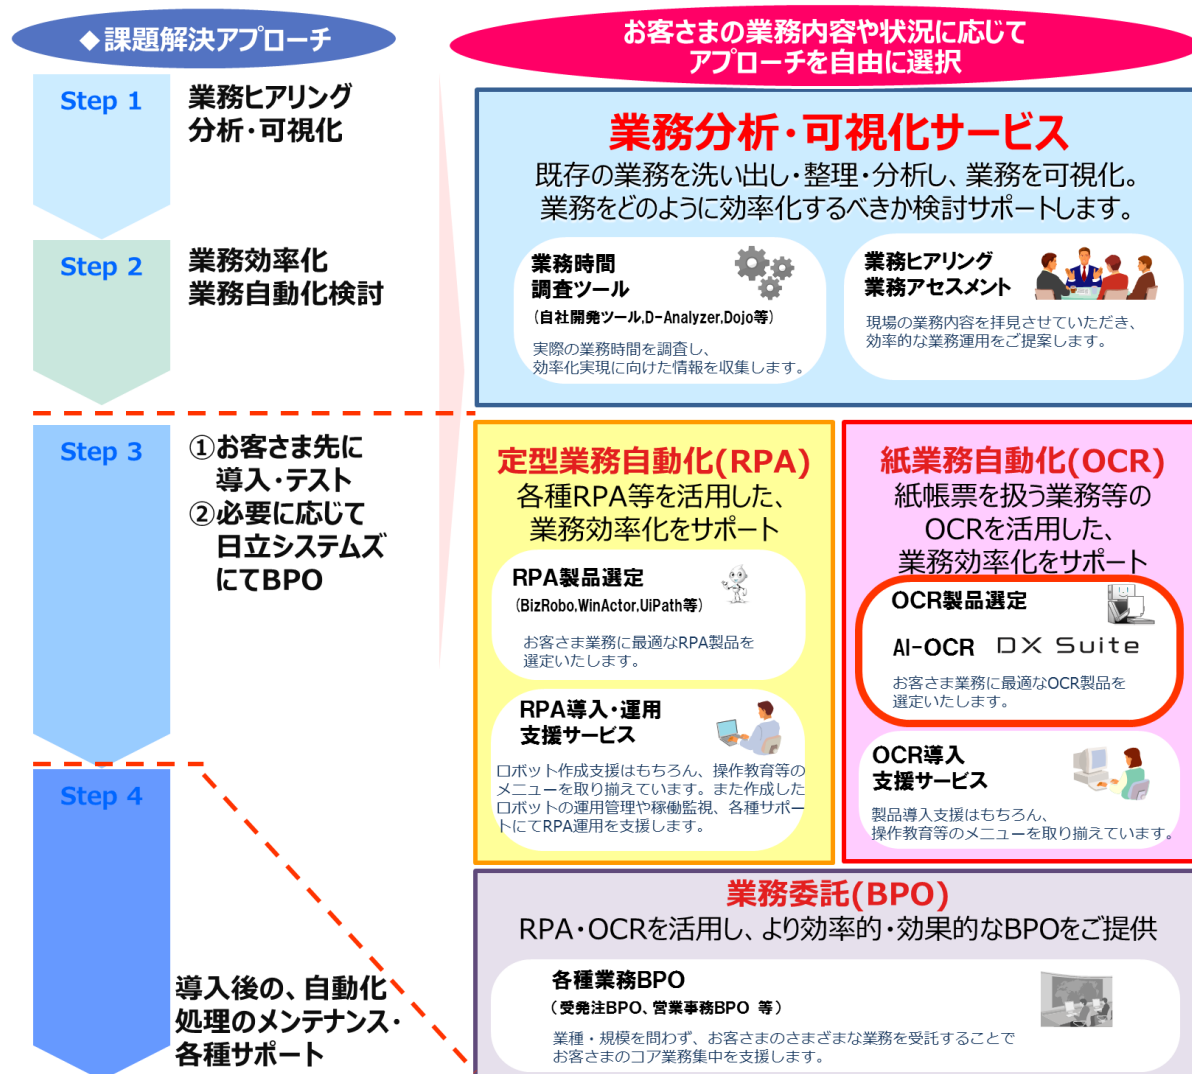 ◆課題解決アプローチ
お客さまの業務内容や状況に応じて
アプローチを自由に選択
Step 1
業務ヒアリング
分析・可視化
Step 2
業務効率化
業務自動化検討
Step 3
①お客さま先に
導入・テスト
②必要に応じて
日立システムズ
にてBPO
Step 4
導入後の、自動化
処理のメンテナンス・
各種サポート
業務分析・可視化サービス
既存の業務を洗い出し・整理・分析し、業務を可視化。
業務をどのように効率化するべきか検討サポートします。
業務時間
調査ツール
(自社開発ツール,D-Analyzer,Dojo等)
実際の業務時間を調査し、
効率化実現に向けた情報を収集します。
業務ヒアリング
業務アセスメント
現場の業務内容を拝見させていただき、
効率的な業務運用をご提案します。
定型業務自動化(RPA)
各種RPA等を活用した、
業務効率化をサポート
RPA製品選定
(BizRobo,WinActor,UiPath等)
お客さま業務に最適なRPA製品を
選定いたします。
RPA導入・運用
支援サービス
ロボット作成支援はもちろん、操作教育等の
メニューを取り揃えています。また作成した
ロボットの運用管理や稼働監視、各種サポー
トにてRPA運用を支援します。
紙業務自動化(OCR)
紙帳票を扱う業務等の
OCRを活用した、
業務効率化をサポート
OCR製品選定
AI-OCR DX Suite
お客さま業務に最適なOCR製品を
選定いたします。
OCR導入
支援サービス
製品導入支援はもちろん、
操作教育等のメニューを取り揃えています。
業務委託(BPO)
RPA・OCRを活用し、より効率的・効果的なBPOをご提供
各種業務BPO
(受発注BPO、営業事務BPO 等)
業種・規模を問わず、お客さまのさまざまな業務を受託することで
お客さまのコア業務集中を支援します。